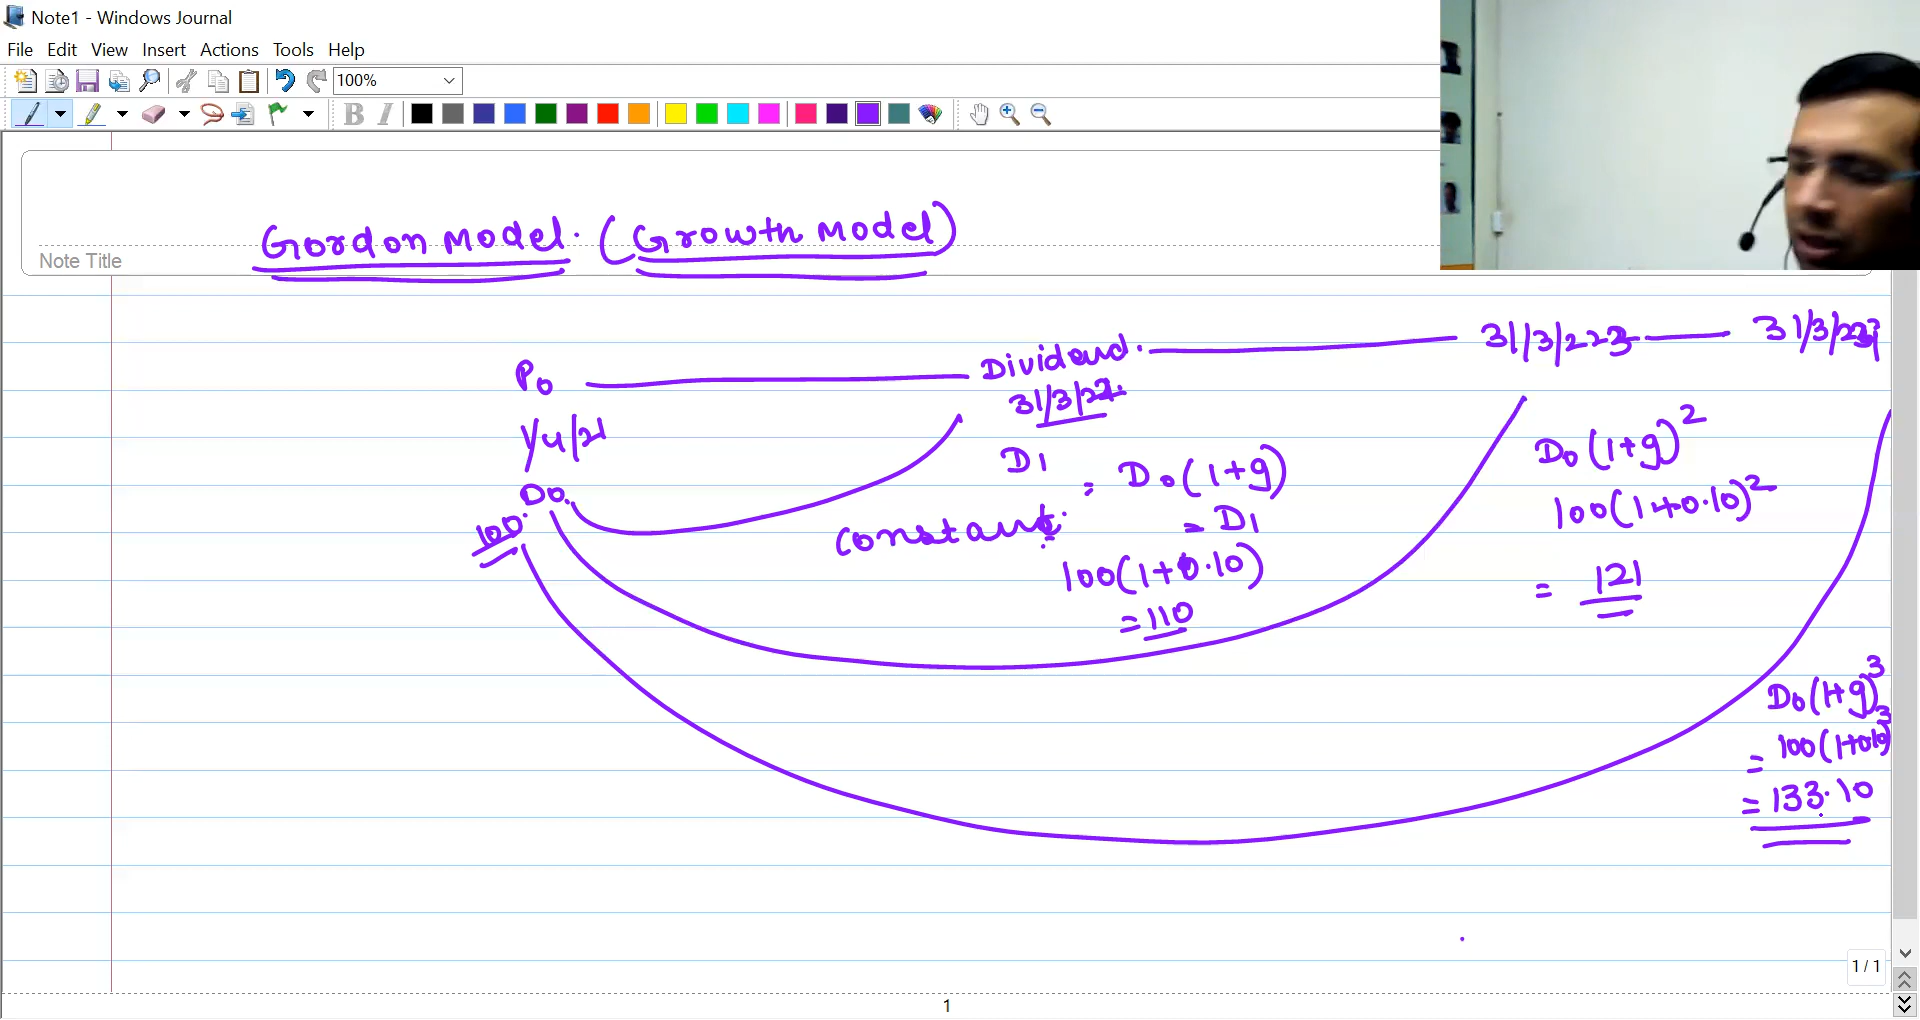 Note1 - Windows Journal
File Edit View Insert Actions Tools Help
100%
B I
Gordon Model. (Growth Model)
Note Title
P0
Dividend.
31/3/223
31/3/22
1/4/21
D0.
100.
D1
= D0(1+g)
= D1
constant:
100(1+0.10)
= 110
D0(1+g)2
100(1+0.10)2
= 121
D0(1+g)3
= 100(1+0.10)3
= 133.10
1 / 1
1